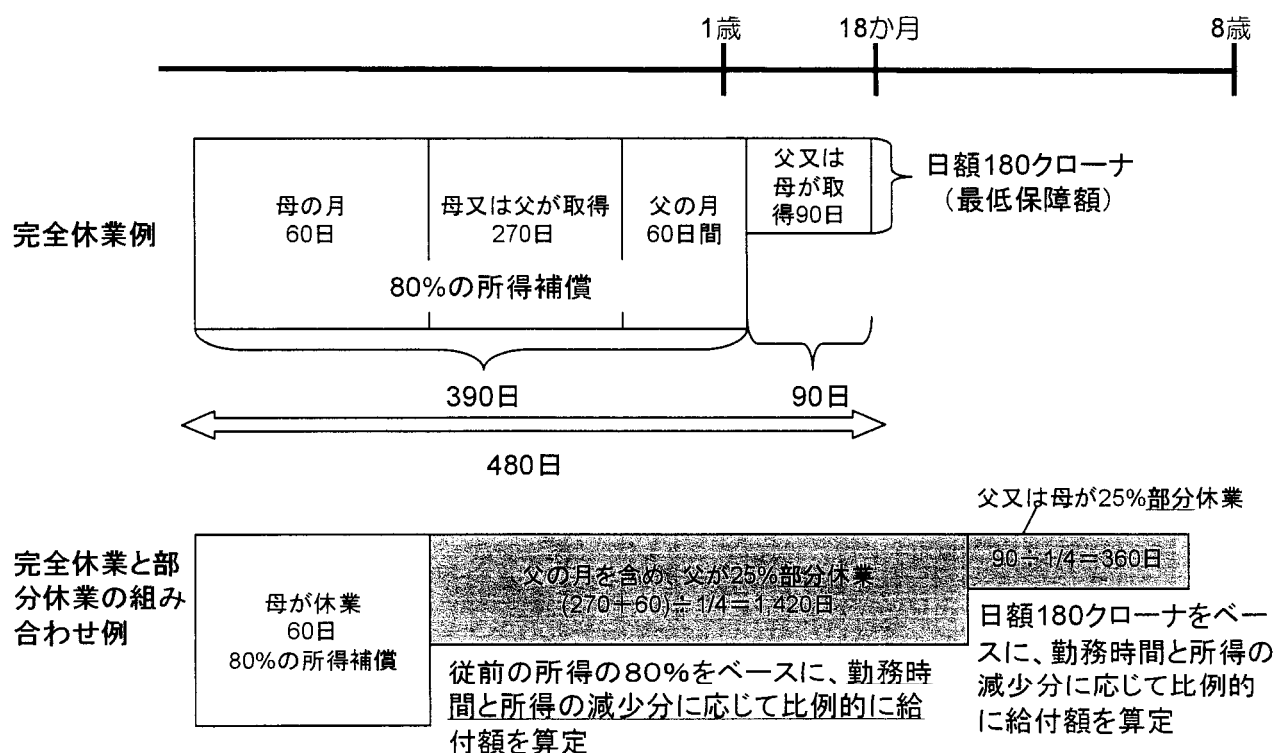 1歳
18か月
8歳
完全休業例
母の月
60日
母又は父が取得
270日
父の月
60日間
80%の所得補償
父又は
母が取
得90日
日額180クローナ
（最低保障額）
390日
90日
480日
完全休業と部
分休業の組み
合わせ例
母が休業
60日
80%の所得補償
父の月を含め、父が25%部分休業
(270+60)÷1/4=1420日
従前の所得の80%をベースに、勤務時
間と所得の減少分に応じて比例的に給
付額を算定
父又は母が25%部分休業
90÷1/4=360日
日額180クローナをベー
スに、勤務時間と所得の
減少分に応じて比例的
に給付額を算定